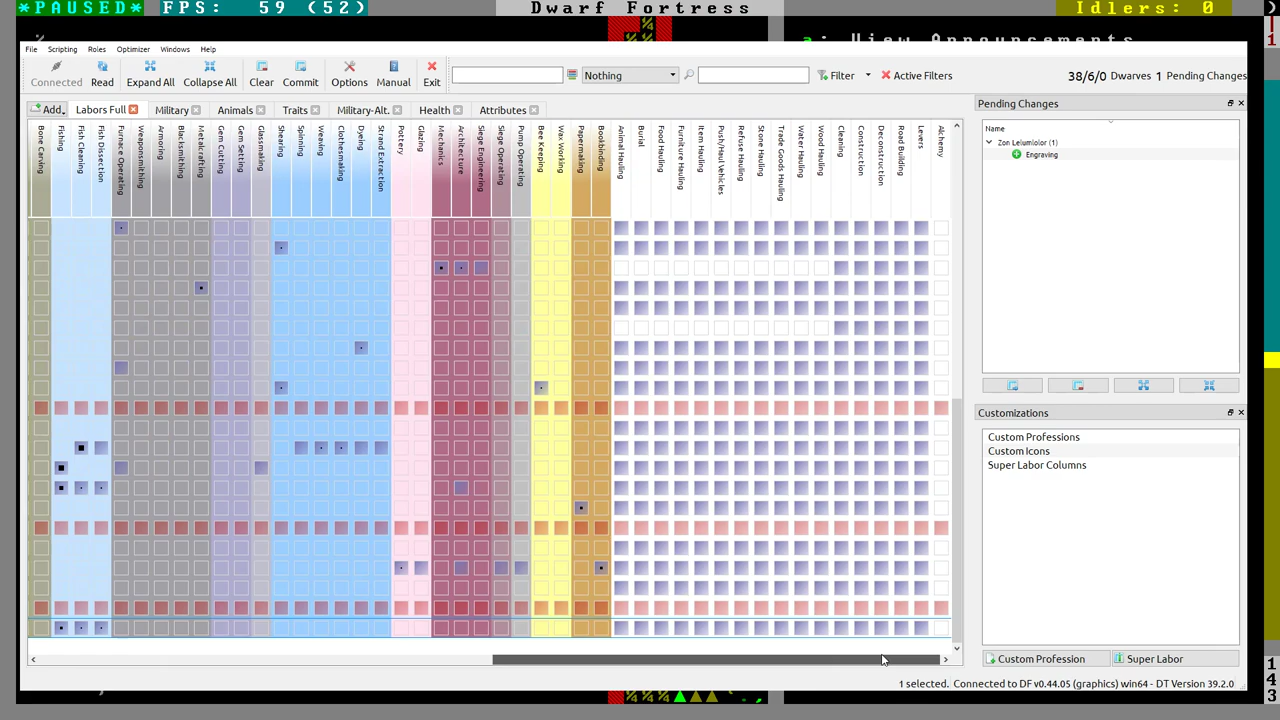 *PAUSED* FPS: 59 (52) Dwarf Fortress Idlers: 0
a: View Announcements
File Scripting Roles Optimizer Windows Help
Connected Read Expand All Collapse All Clear Commit Options Manual Exit Nothing Filter Active Filters 38/6/0 Dwarves 1 Pending Changes
Add... Labors Full Military Animals Traits Military-Alt. Health Attributes
Pending Changes
Bone Carving
Fishing
Fish Cleaning
Fish Dissection
Furnace Operating
Weaponsmithing
Armoring
Blacksmithing
Metalcrafting
Gem Cutting
Gem Setting
Glassmaking
Shearing
Spinning
Weaving
Clothesmaking
Dyeing
Strand Extraction
Pottery
Glazing
Mechanics
Architecture
Siege Engineering
Siege Operating
Pump Operating
Bee Keeping
Wax Working
Papermaking
Bookbinding
Animal Hauling
Burial
Food Hauling
Furniture Hauling
Item Hauling
Push/Haul Vehicles
Refuse Hauling
Stone Hauling
Trade Goods Hauling
Water Hauling
Wood Hauling
Cleaning
Construction
Deconstruction
Road Building
Levers
Alchemy
Name
Zon Leiumlolor (1)
Engraving
Customizations
Custom Professions
Custom Icons
Super Labor Columns
Custom Profession Super Labor
1 selected. Connected to DF v0.44.05 (graphics) win64 - DT Version 39.2.0
1
1
4
3